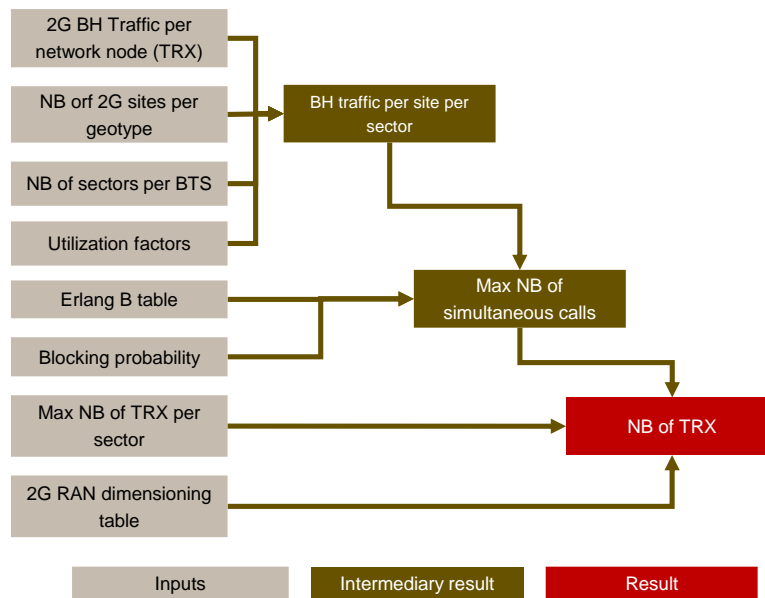 2G BH Traffic per
network node (TRX)
NB orf 2G sites per
geotype
NB of sectors per BTS
Utilization factors
BH traffic per site per
sector
Erlang B table
Blocking probability
Max NB of
simultaneous calls
Max NB of TRX per
sector
NB of TRX
2G RAN dimensioning
table
Inputs
Intermediary result
Result